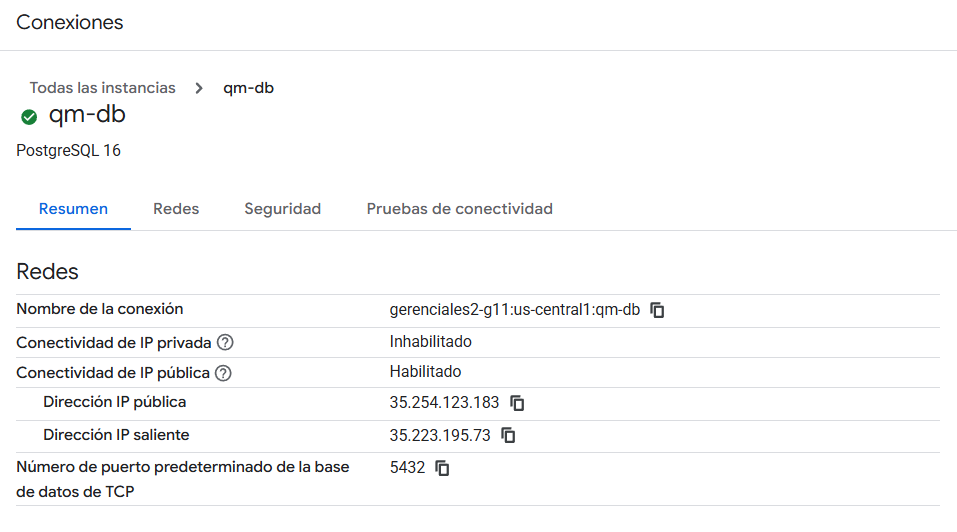 Conexiones
Todas las instancias > qm-db
qm-db
PostgreSQL 16
Resumen Redes Seguridad Pruebas de conectividad
Redes
Nombre de la conexión gerenciales2-g11:us-central1:qm-db
Conectividad de IP privada Inhabilitado
Conectividad de IP pública Habilitado
Dirección IP pública 35.254.123.183
Dirección IP saliente 35.223.195.73
Número de puerto predeterminado de la base 5432
de datos de TCP